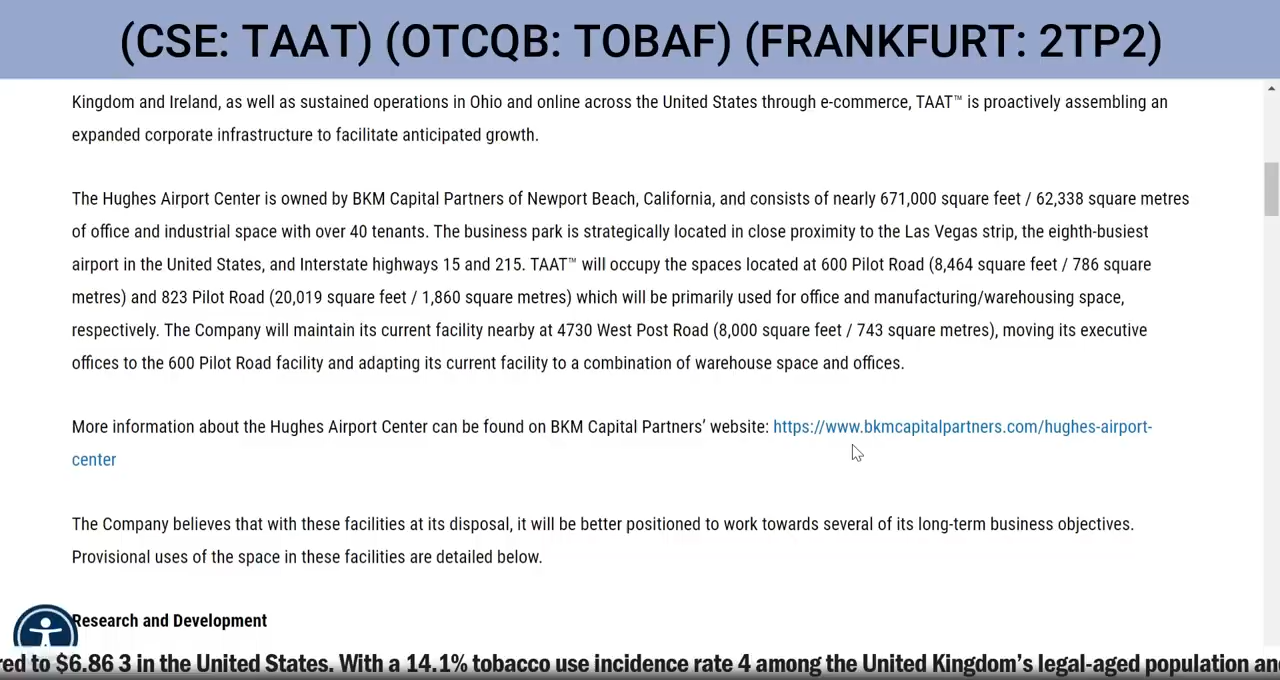 (CSE: TAAT) (OTCQB: TOBAF) (FRANKFURT: 2TP2)
Kingdom and Ireland, as well as sustained operations in Ohio and online across the United States through e-commerce, TAAT™ is proactively assembling an
expanded corporate infrastructure to facilitate anticipated growth.
The Hughes Airport Center is owned by BKM Capital Partners of Newport Beach, California, and consists of nearly 671,000 square feet / 62,338 square metres
of office and industrial space with over 40 tenants. The business park is strategically located in close proximity to the Las Vegas strip, the eighth-busiest
airport in the United States, and Interstate highways 15 and 215. TAAT™ will occupy the spaces located at 600 Pilot Road (8,464 square feet / 786 square
metres) and 823 Pilot Road (20,019 square feet / 1,860 square metres) which will be primarily used for office and manufacturing/warehousing space,
respectively. The Company will maintain its current facility nearby at 4730 West Post Road (8,000 square feet / 743 square metres), moving its executive
offices to the 600 Pilot Road facility and adapting its current facility to a combination of warehouse space and offices.
More information about the Hughes Airport Center can be found on BKM Capital Partners’ website: https://www.bkmcapitalpartners.com/hughes-airport-
center
The Company believes that with these facilities at its disposal, it will be better positioned to work towards several of its long-term business objectives.
Provisional uses of the space in these facilities are detailed below.
Research and Development
red to $6.86 3 in the United States. With a 14.1% tobacco use incidence rate 4 among the United Kingdom’s legal-aged population and